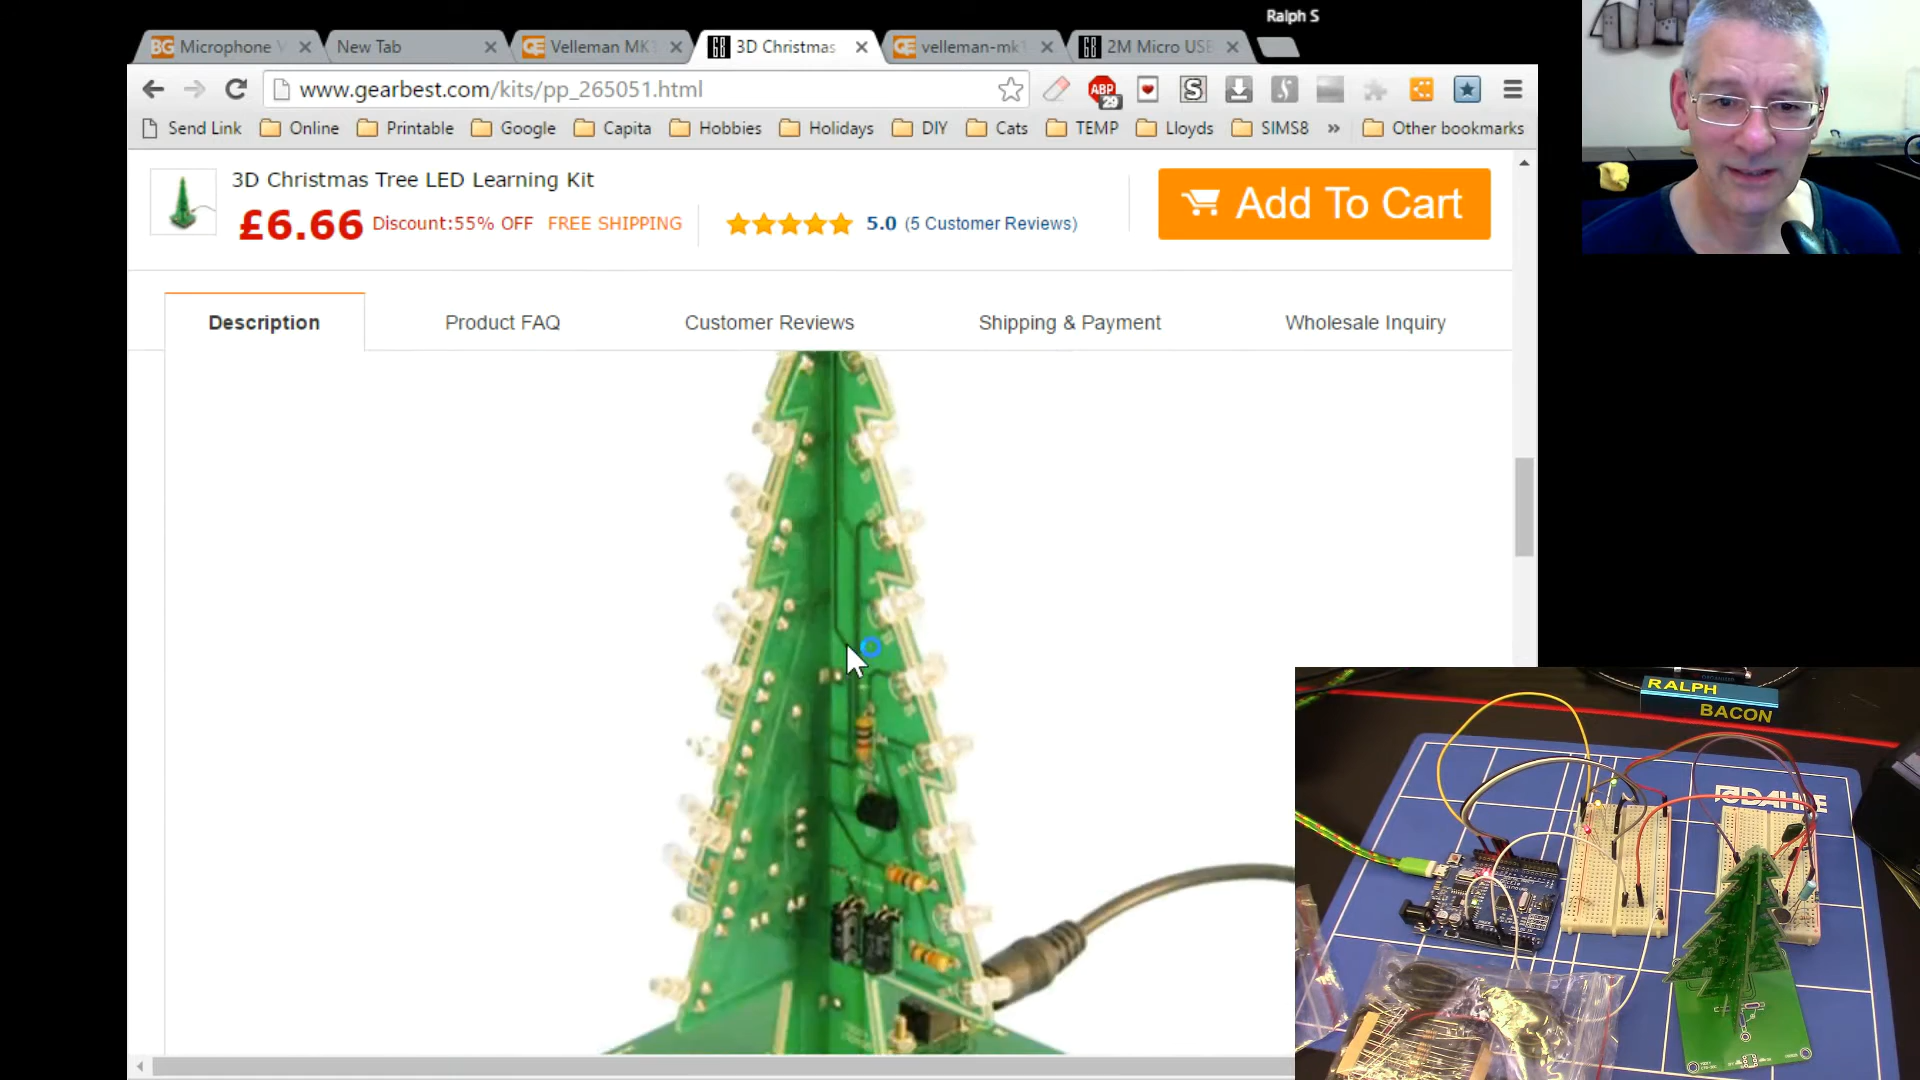 Ralph S
Microphone
New Tab
Velleman MK
3D Christmas
velleman-mk
2M Micro USB
www.gearbest.com/kits/pp_265051.html
ABP
29
Send Link
Online
Printable
Google
Capita
Hobbies
Holidays
DIY
Cats
TEMP
Lloyds
SIMS8
»
Other bookmarks
3D Christmas Tree LED Learning Kit
£6.66 Discount:55% OFF FREE SHIPPING
5.0 (5 Customer Reviews)
Add To Cart
Description
Product FAQ
Customer Reviews
Shipping & Payment
Wholesale Inquiry
RALPH
BACON
DAHLE